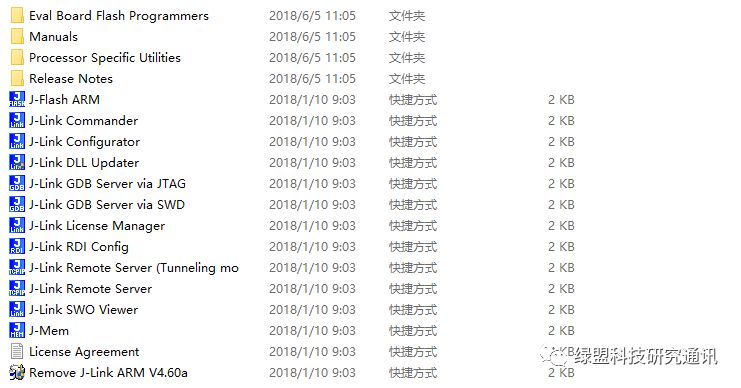 Eval Board Flash Programmers 2018/6/5 11:05 文件夹
Manuals 2018/6/5 11:05 文件夹
Processor Specific Utilities 2018/6/5 11:05 文件夹
Release Notes 2018/6/5 11:05 文件夹
J-Flash ARM 2018/1/10 9:03 快捷方式 2 KB
J-Link Commander 2018/1/10 9:03 快捷方式 2 KB
J-Link Configurator 2018/1/10 9:03 快捷方式 2 KB
J-Link DLL Updater 2018/1/10 9:03 快捷方式 2 KB
J-Link GDB Server via JTAG 2018/1/10 9:03 快捷方式 2 KB
J-Link GDB Server via SWD 2018/1/10 9:03 快捷方式 2 KB
J-Link License Manager 2018/1/10 9:03 快捷方式 2 KB
J-Link RDI Config 2018/1/10 9:03 快捷方式 2 KB
J-Link Remote Server (Tunneling mo 2018/1/10 9:03 快捷方式 2 KB
J-Link Remote Server 2018/1/10 9:03 快捷方式 2 KB
J-Link SWO Viewer 2018/1/10 9:03 快捷方式 2 KB
J-Mem 2018/1/10 9:03 快捷方式 2 KB
License Agreement 2018/1/10 9:03 快捷方式 2 KB
Remove J-Link ARM V4.60a 2018/1/10 9:03 快捷方式 2 KB
绿盟科技研究通讯